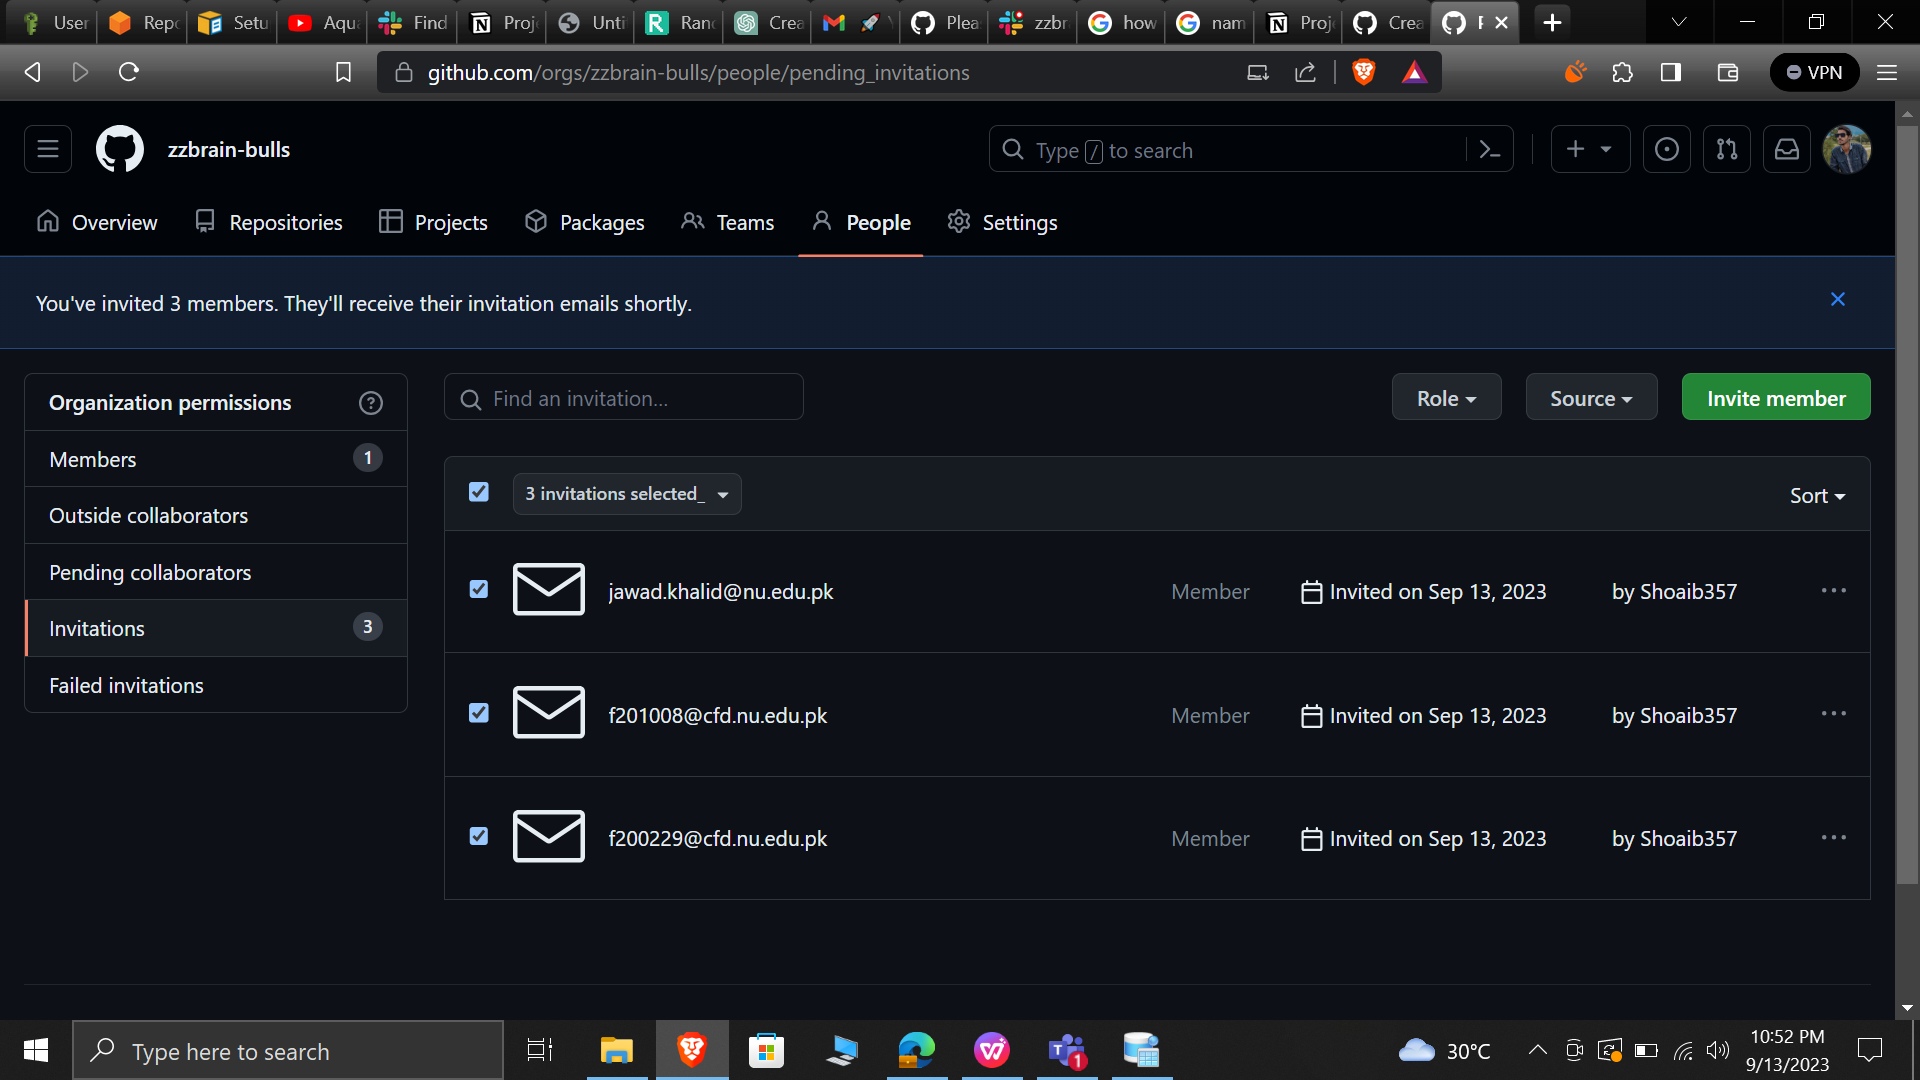 User
Repo
Setu
Aqua
Find
Proj
Unti
Ran
Crea
Plea
zzbr
how
nam
Proj
Crea
github.com/orgs/zzbrain-bulls/people/pending_invitations
VPN
zzbrain-bulls
Type / to search
Overview
Repositories
Projects
Packages
Teams
People
Settings
You've invited 3 members. They'll receive their invitation emails shortly.
Organization permissions
Members 1
Outside collaborators
Pending collaborators
Invitations 3
Failed invitations
Find an invitation...
Role
Source
Invite member
3 invitations selected_
Sort
jawad.khalid@nu.edu.pk Member Invited on Sep 13, 2023 by Shoaib357
f201008@cfd.nu.edu.pk Member Invited on Sep 13, 2023 by Shoaib357
f200229@cfd.nu.edu.pk Member Invited on Sep 13, 2023 by Shoaib357
Type here to search
1
30°C
10:52 PM
9/13/2023